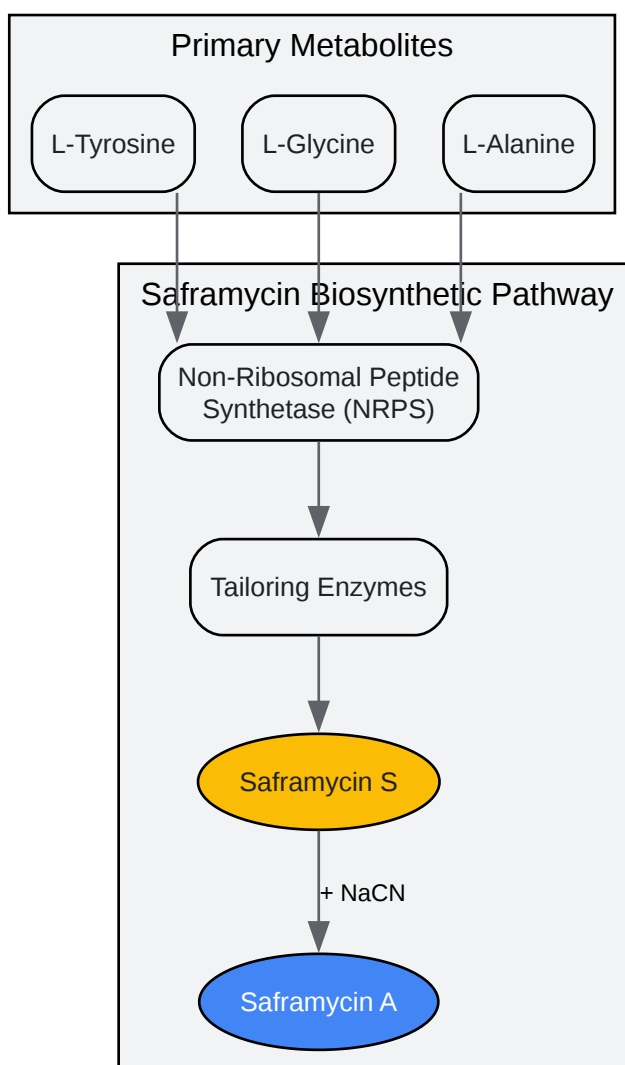 Primary Metabolites
L-Tyrosine
L-Glycine
L-Alanine
Saframycin Biosynthetic Pathway
Non-Ribosomal Peptide
Synthetase (NRPS)
Tailoring Enzymes
Saframycin S
+ NaCN
Saframycin A